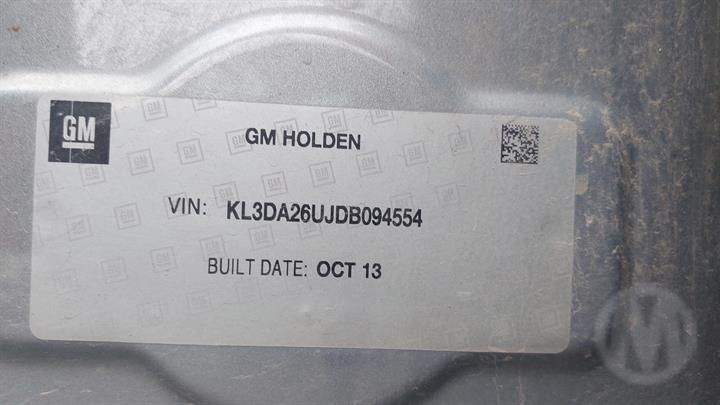 GM
GM HOLDEN
VIN: KL3DA26UJDB094554
BUILT DATE: OCT 13
M